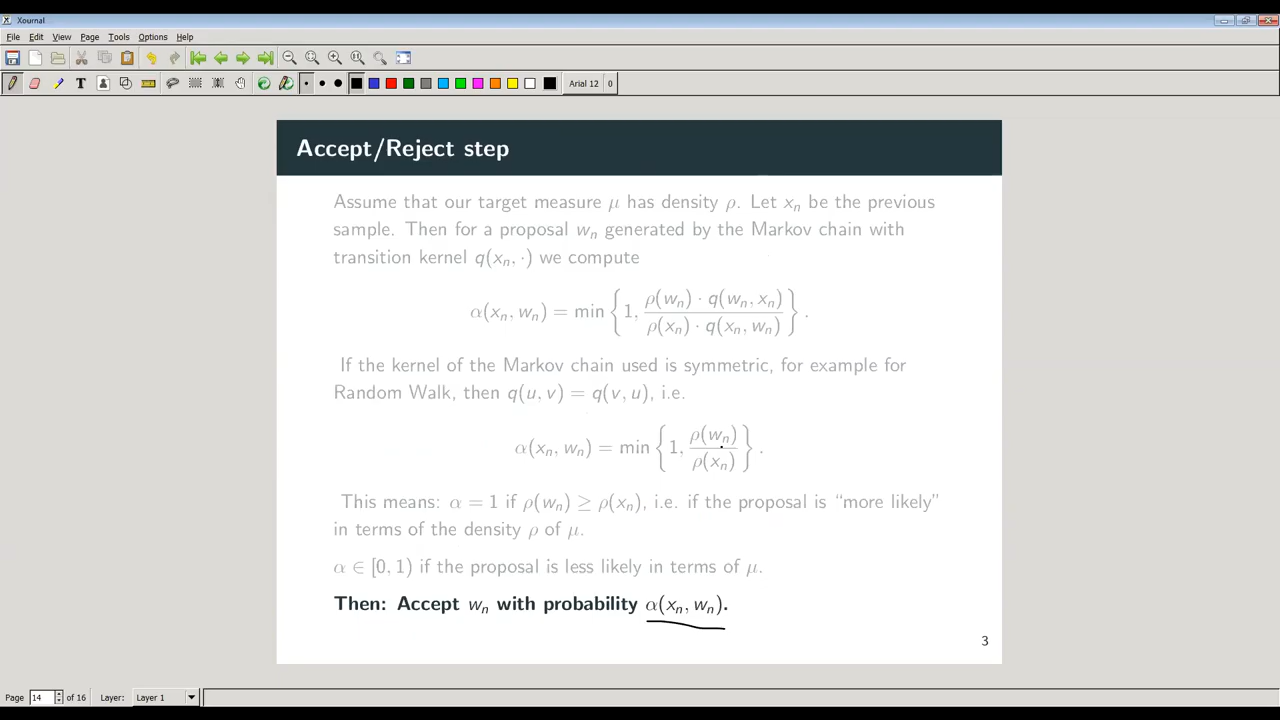 Xournal
File Edit View Page Tools Options Help
Arial 12 0
Accept/Reject step
Assume that our target measure μ has density ρ. Let xₙ be the previous
sample. Then for a proposal wₙ generated by the Markov chain with
transition kernel q(xₙ, ·) we compute
α(xₙ, wₙ) = min { 1, ρ(wₙ) · q(wₙ, xₙ) / ρ(xₙ) · q(xₙ, wₙ) } .
If the kernel of the Markov chain used is symmetric, for example for
Random Walk, then q(u, v) = q(v, u), i.e.
α(xₙ, wₙ) = min { 1, ρ(wₙ) / ρ(xₙ) } .
This means: α = 1 if ρ(wₙ) ≥ ρ(xₙ), i.e. if the proposal is “more likely”
in terms of the density ρ of μ.
α ∈ [0, 1) if the proposal is less likely in terms of μ.
Then: Accept wₙ with probability α(xₙ, wₙ).
3
Page 14 of 16 Layer: Layer 1